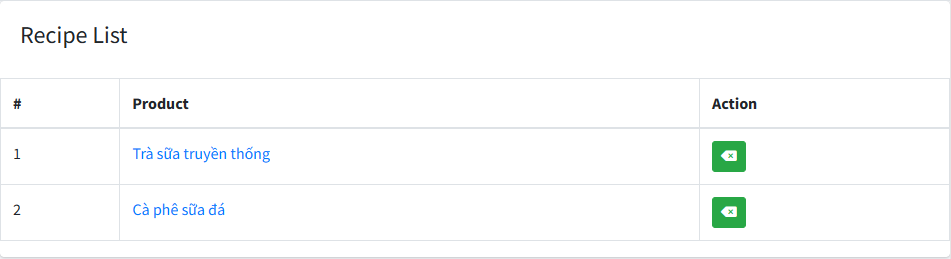 Recipe List
# Product Action
1 Trà sữa truyền thống
2 Cà phê sữa đá